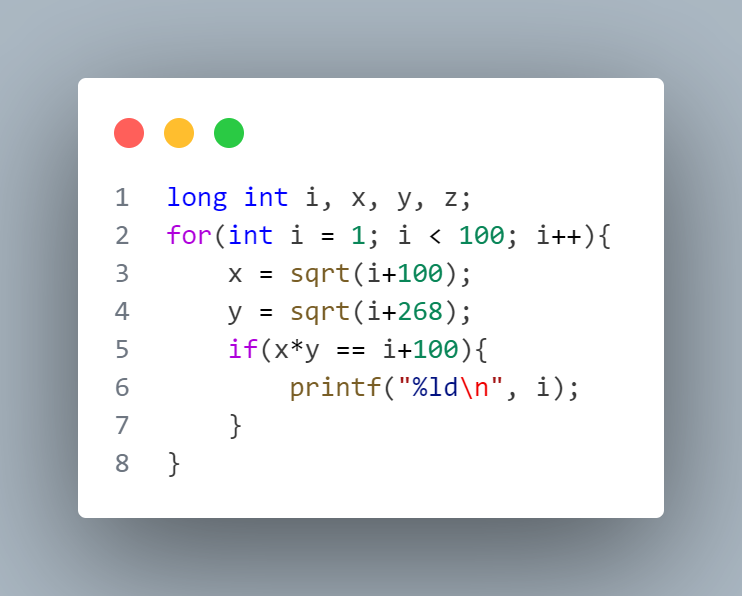 1 long int i, x, y, z;
2 for(int i = 1; i < 100; i++){
3     x = sqrt(i+100);
4     y = sqrt(i+268);
5     if(x*y == i+100){
6         printf("%ld\n", i);
7     }
8 }